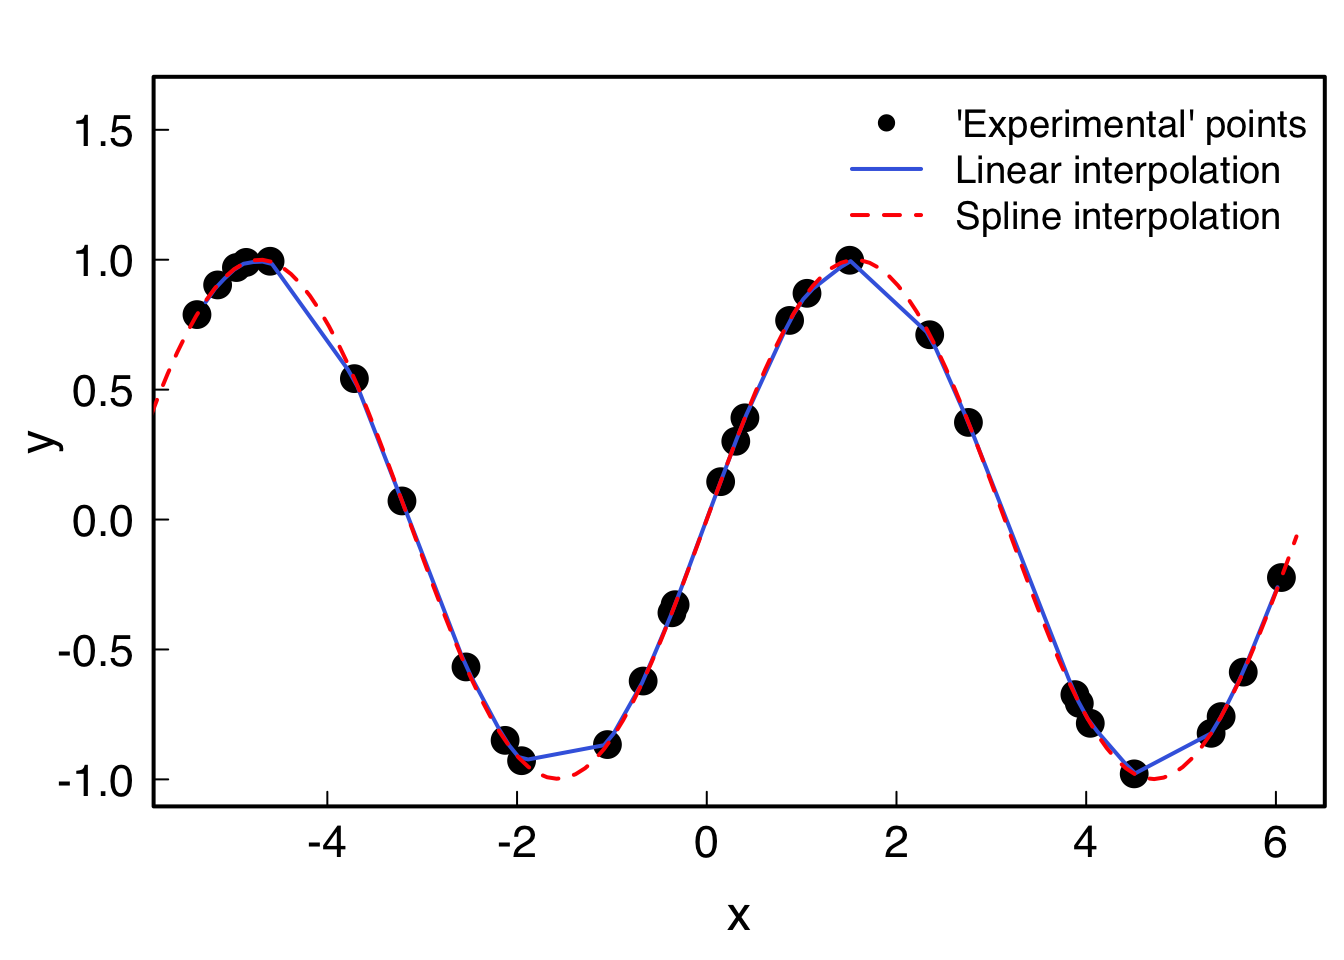 'Experimental' points
Linear interpolation
Spline interpolation
1.5
1.0
0.5
0.0
-0.5
-1.0
y
-4 -2 0 2 4 6
x